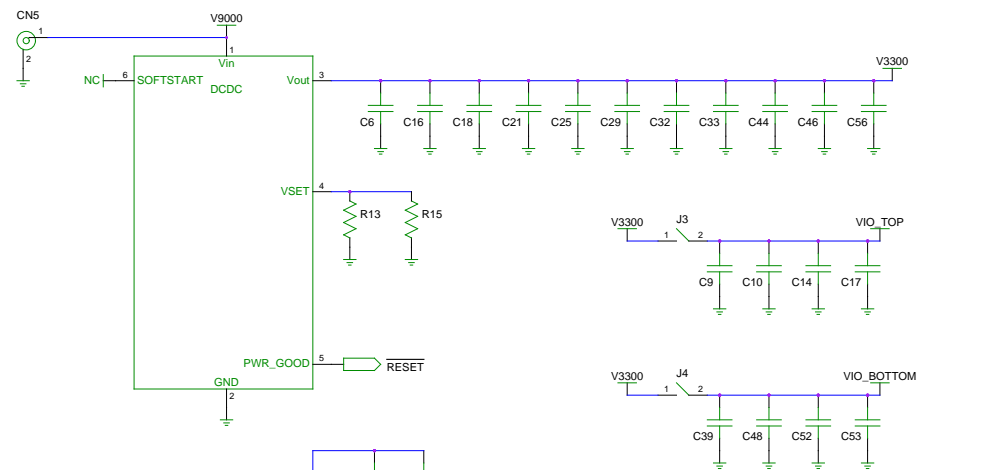 CN5
1
2
V9000
1
Vin
NC
6
SOFTSTART
DCDC
Vout
3
V3300
C6
C16
C18
C21
C25
C29
C32
C33
C44
C46
C56
VSET
4
R13
R15
V3300
J3
1
2
VIO_TOP
C9
C10
C14
C17
PWR_GOOD
5
RESET
GND
2
V3300
J4
1
2
VIO_BOTTOM
C39
C48
C52
C53